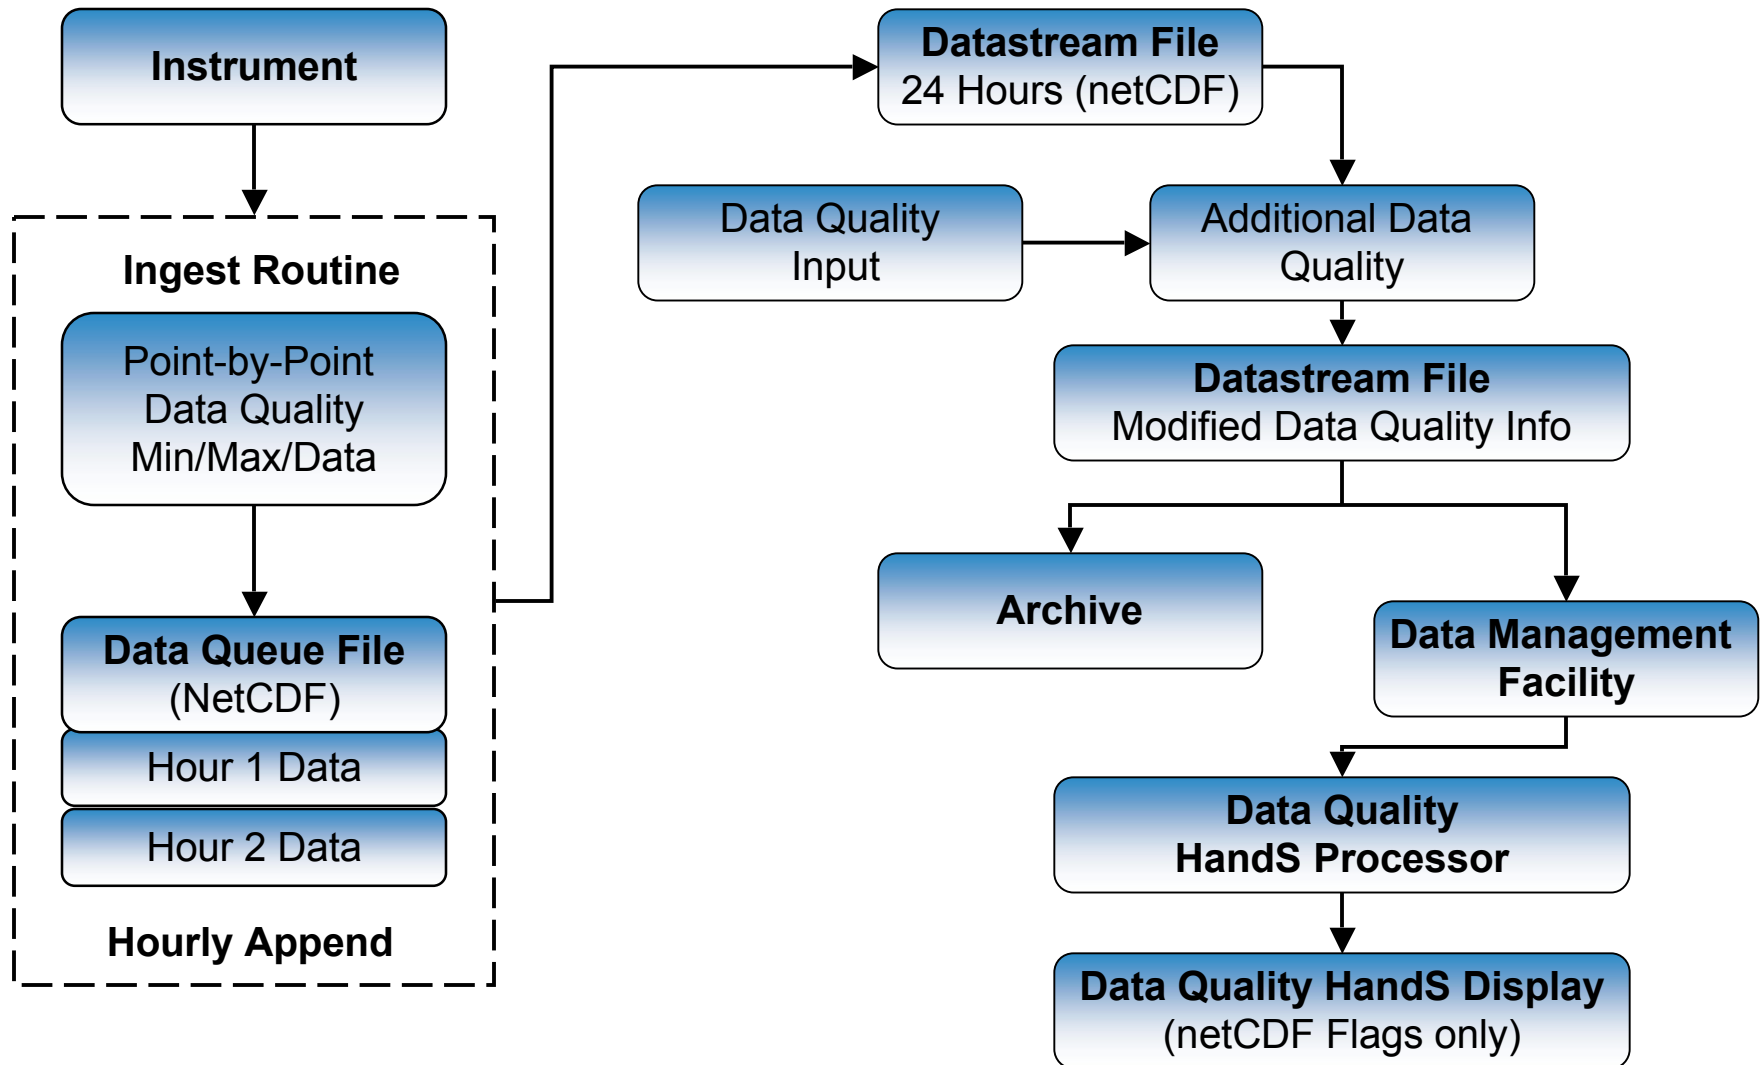 Instrument
Ingest Routine
Point-by-Point
Data Quality
Min/Max/Data
Data Queue File
(NetCDF)
Hour 1 Data
Hour 2 Data
Hourly Append
Datastream File
24 Hours (netCDF)
Data Quality
Input
Additional Data
Quality
Datastream File
Modified Data Quality Info
Archive
Data Management
Facility
Data Quality
HandS Processor
Data Quality HandS Display
(netCDF Flags only)